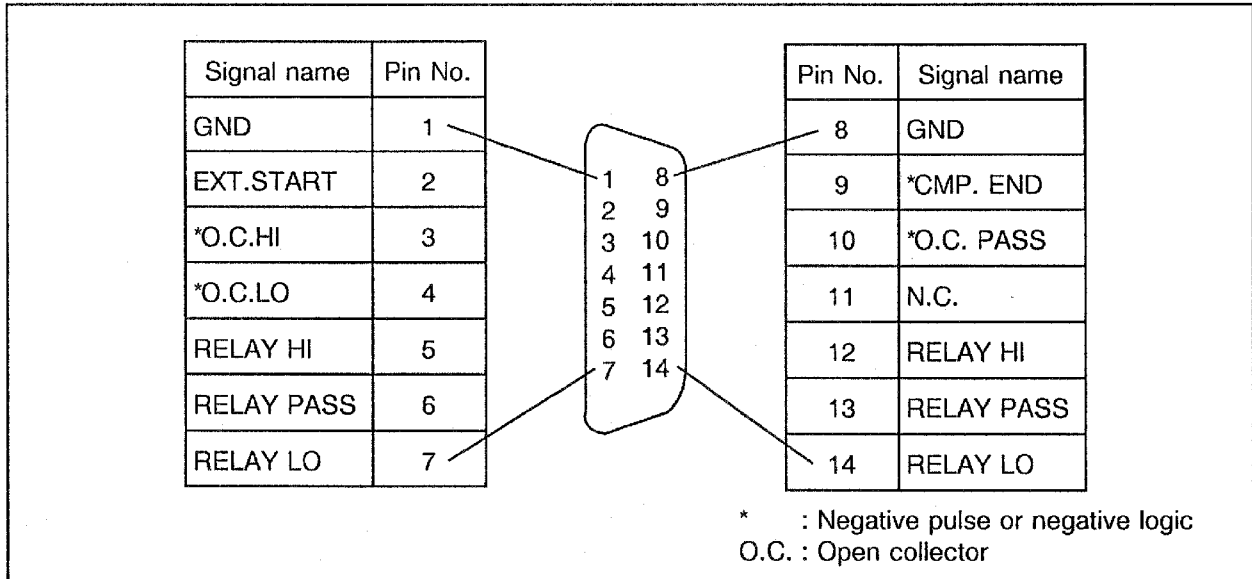 Signal name Pin No.
GND 1
EXT.START 2
*O.C.HI 3
*O.C.LO 4
RELAY HI 5
RELAY PASS 6
RELAY LO 7
1 8
2 9
3 10
4 11
5 12
6 13
7 14
Pin No. Signal name
8 GND
9 *CMP. END
10 *O.C. PASS
11 N.C.
12 RELAY HI
13 RELAY PASS
14 RELAY LO
* : Negative pulse or negative logic
O.C. : Open collector